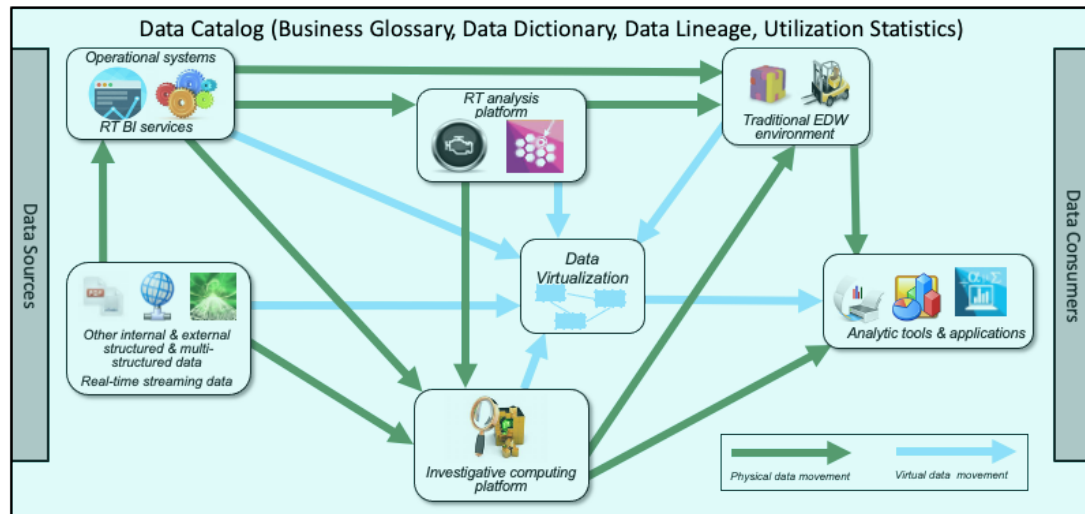 Data Catalog (Business Glossary, Data Dictionary, Data Lineage, Utilization Statistics)
Data Sources
Operational systems
RT BI services
RT analysis
platform
Traditional EDW
environment
Data
Virtualization
PDF
Other internal & external
structured & multi-
structured data
Real-time streaming data
Analytic tools & applications
Investigative computing
platform
Physical data movement
Virtual data movement
Data Consumers